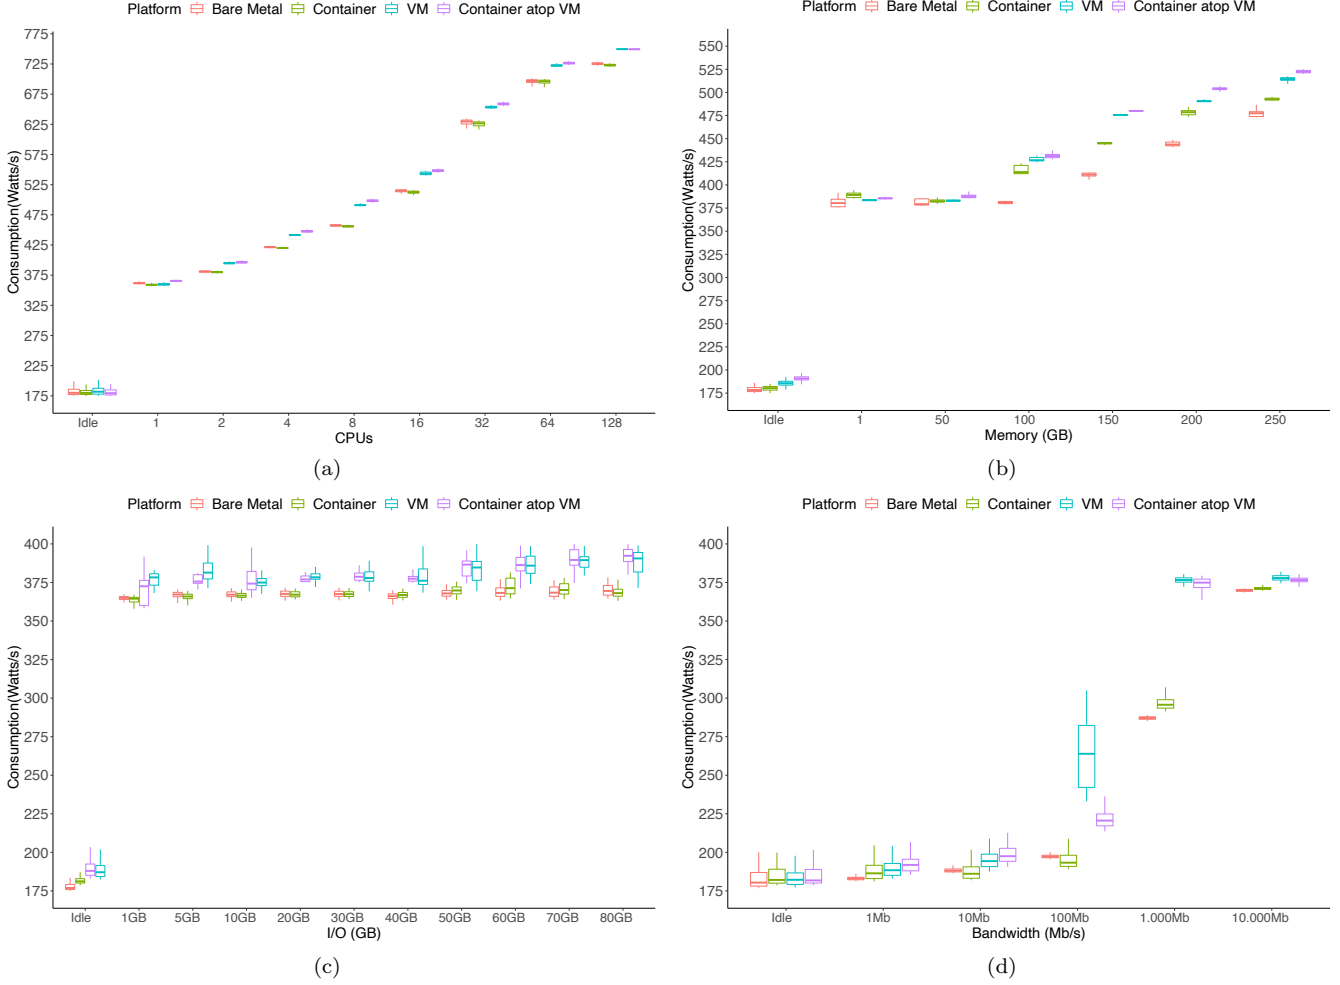 Platform Bare Metal Container VM Container atop VM
775
725
675
625
575
525
475
425
375
325
275
225
175
Consumption(Watts/s)
Idle 1 2 4 8 16 32 64 128
CPUs
(a)
Platform Bare Metal Container VM Container atop VM
550
525
500
475
450
425
400
375
350
325
300
275
250
225
200
175
Consumption(Watts/s)
Idle 1 50 100 150 200 250
Memory (GB)
(b)
Platform Bare Metal Container VM Container atop VM
400
375
350
325
300
275
250
225
200
175
Consumption(Watts/s)
Idle 1GB 5GB 10GB 20GB 30GB 40GB 50GB 60GB 70GB 80GB
I/O (GB)
(c)
Platform Bare Metal Container VM Container atop VM
400
375
350
325
300
275
250
225
200
175
Consumption(Watts/s)
Idle 1Mb 10Mb 100Mb 1.000Mb 10.000Mb
Bandwidth (Mb/s)
(d)